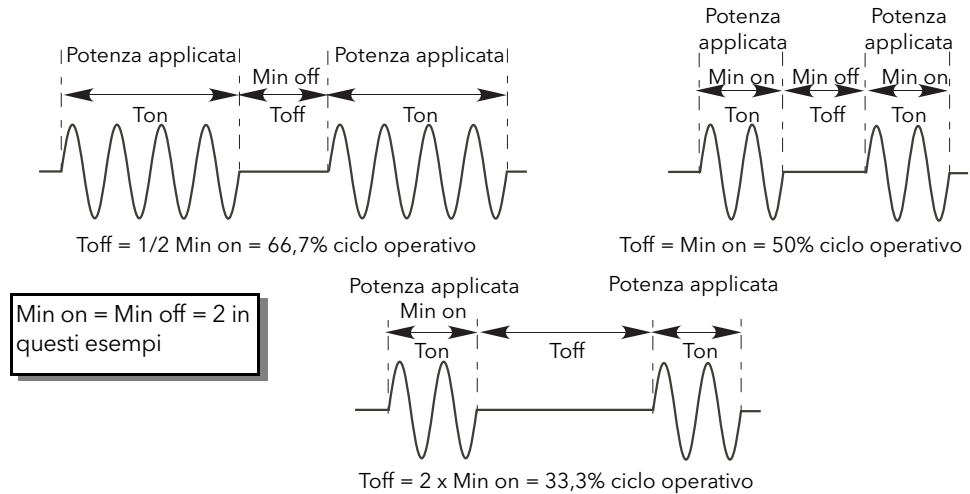 Potenza applicata
Potenza applicata
Min off
Ton
Toff
Ton
Toff = 1/2 Min on = 66,7% ciclo operativo
Potenza
applicata
Potenza
applicata
Min on
Min off
Min on
Ton
Toff
Ton
Toff = Min on = 50% ciclo operativo
Min on = Min off = 2 in
questi esempi
Potenza applicata
Min on
Potenza applicata
Ton
Toff
Ton
Toff = 2 x Min on = 33,3% ciclo operativo